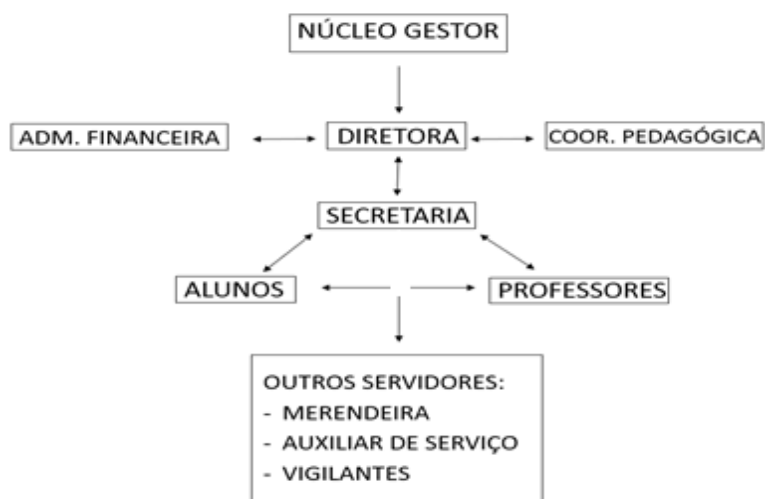 NÚCLEO GESTOR
ADM. FINANCEIRA
DIRETORA
COOR. PEDAGÓGICA
SECRETARIA
ALUNOS
PROFESSORES
OUTROS SERVIDORES:
- MERENDEIRA
- AUXILIAR DE SERVIÇO
- VIGILANTES